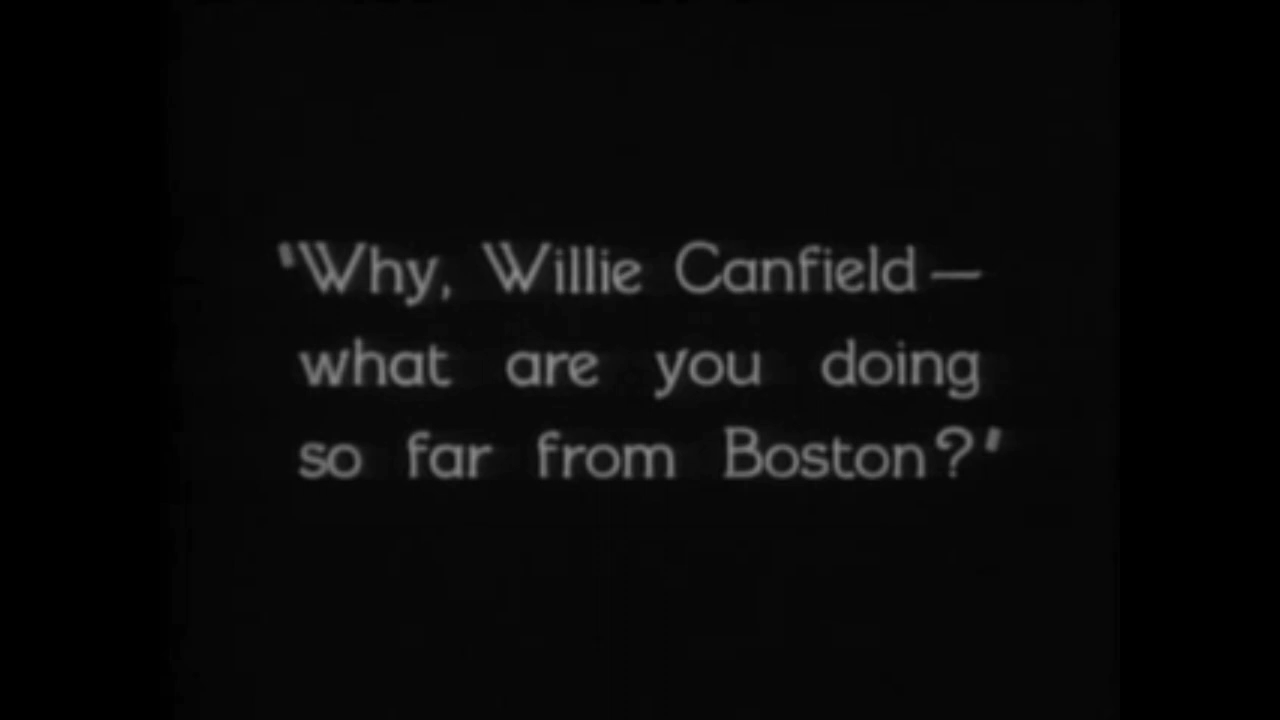 "Why, Willie Canfield —
what are you doing
so far from Boston?"